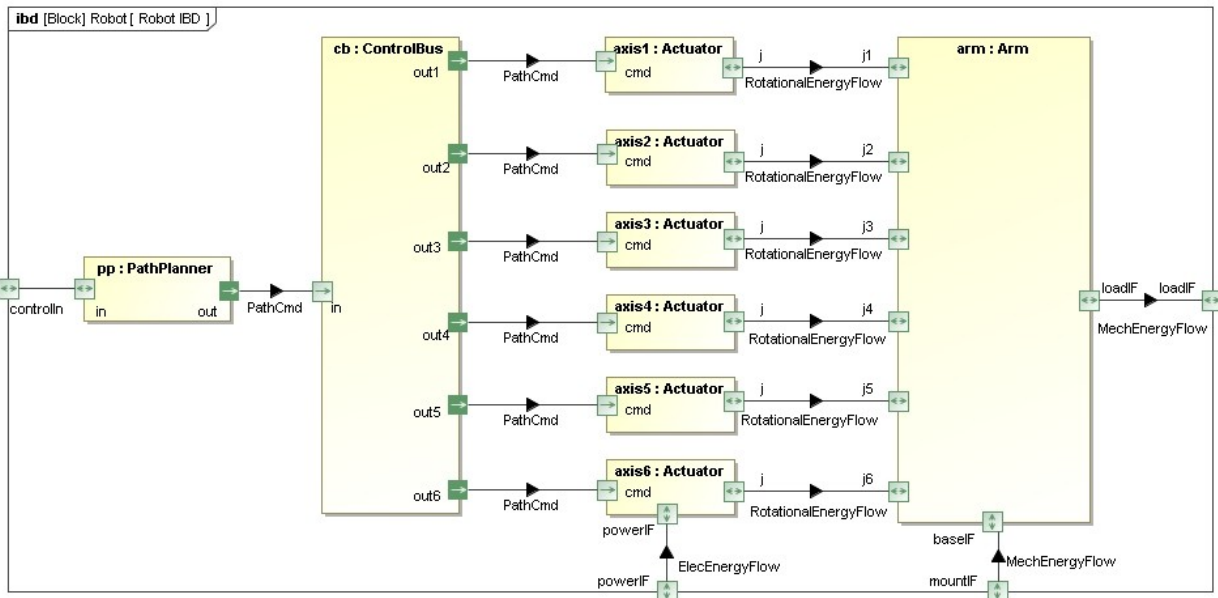 ibd [Block] Robot[ Robot IBD ]
cb : ControlBus
out1
out2
out3
out4
out5
out6
in
controlIn
pp : PathPlanner
in
out
PathCmd
PathCmd
PathCmd
PathCmd
PathCmd
PathCmd
PathCmd
axis1 : Actuator
cmd
axis2 : Actuator
cmd
axis3 : Actuator
cmd
axis4 : Actuator
cmd
axis5 : Actuator
cmd
axis6 : Actuator
cmd
powerIF
powerIF
ElecEnergyFlow
j
j1
RotationalEnergyFlow
j
j2
RotationalEnergyFlow
j
j3
RotationalEnergyFlow
j
j4
RotationalEnergyFlow
j
j5
RotationalEnergyFlow
j
j6
RotationalEnergyFlow
arm : Arm
baseIF
mountIF
MechEnergyFlow
loadIF
loadIF
MechEnergyFlow